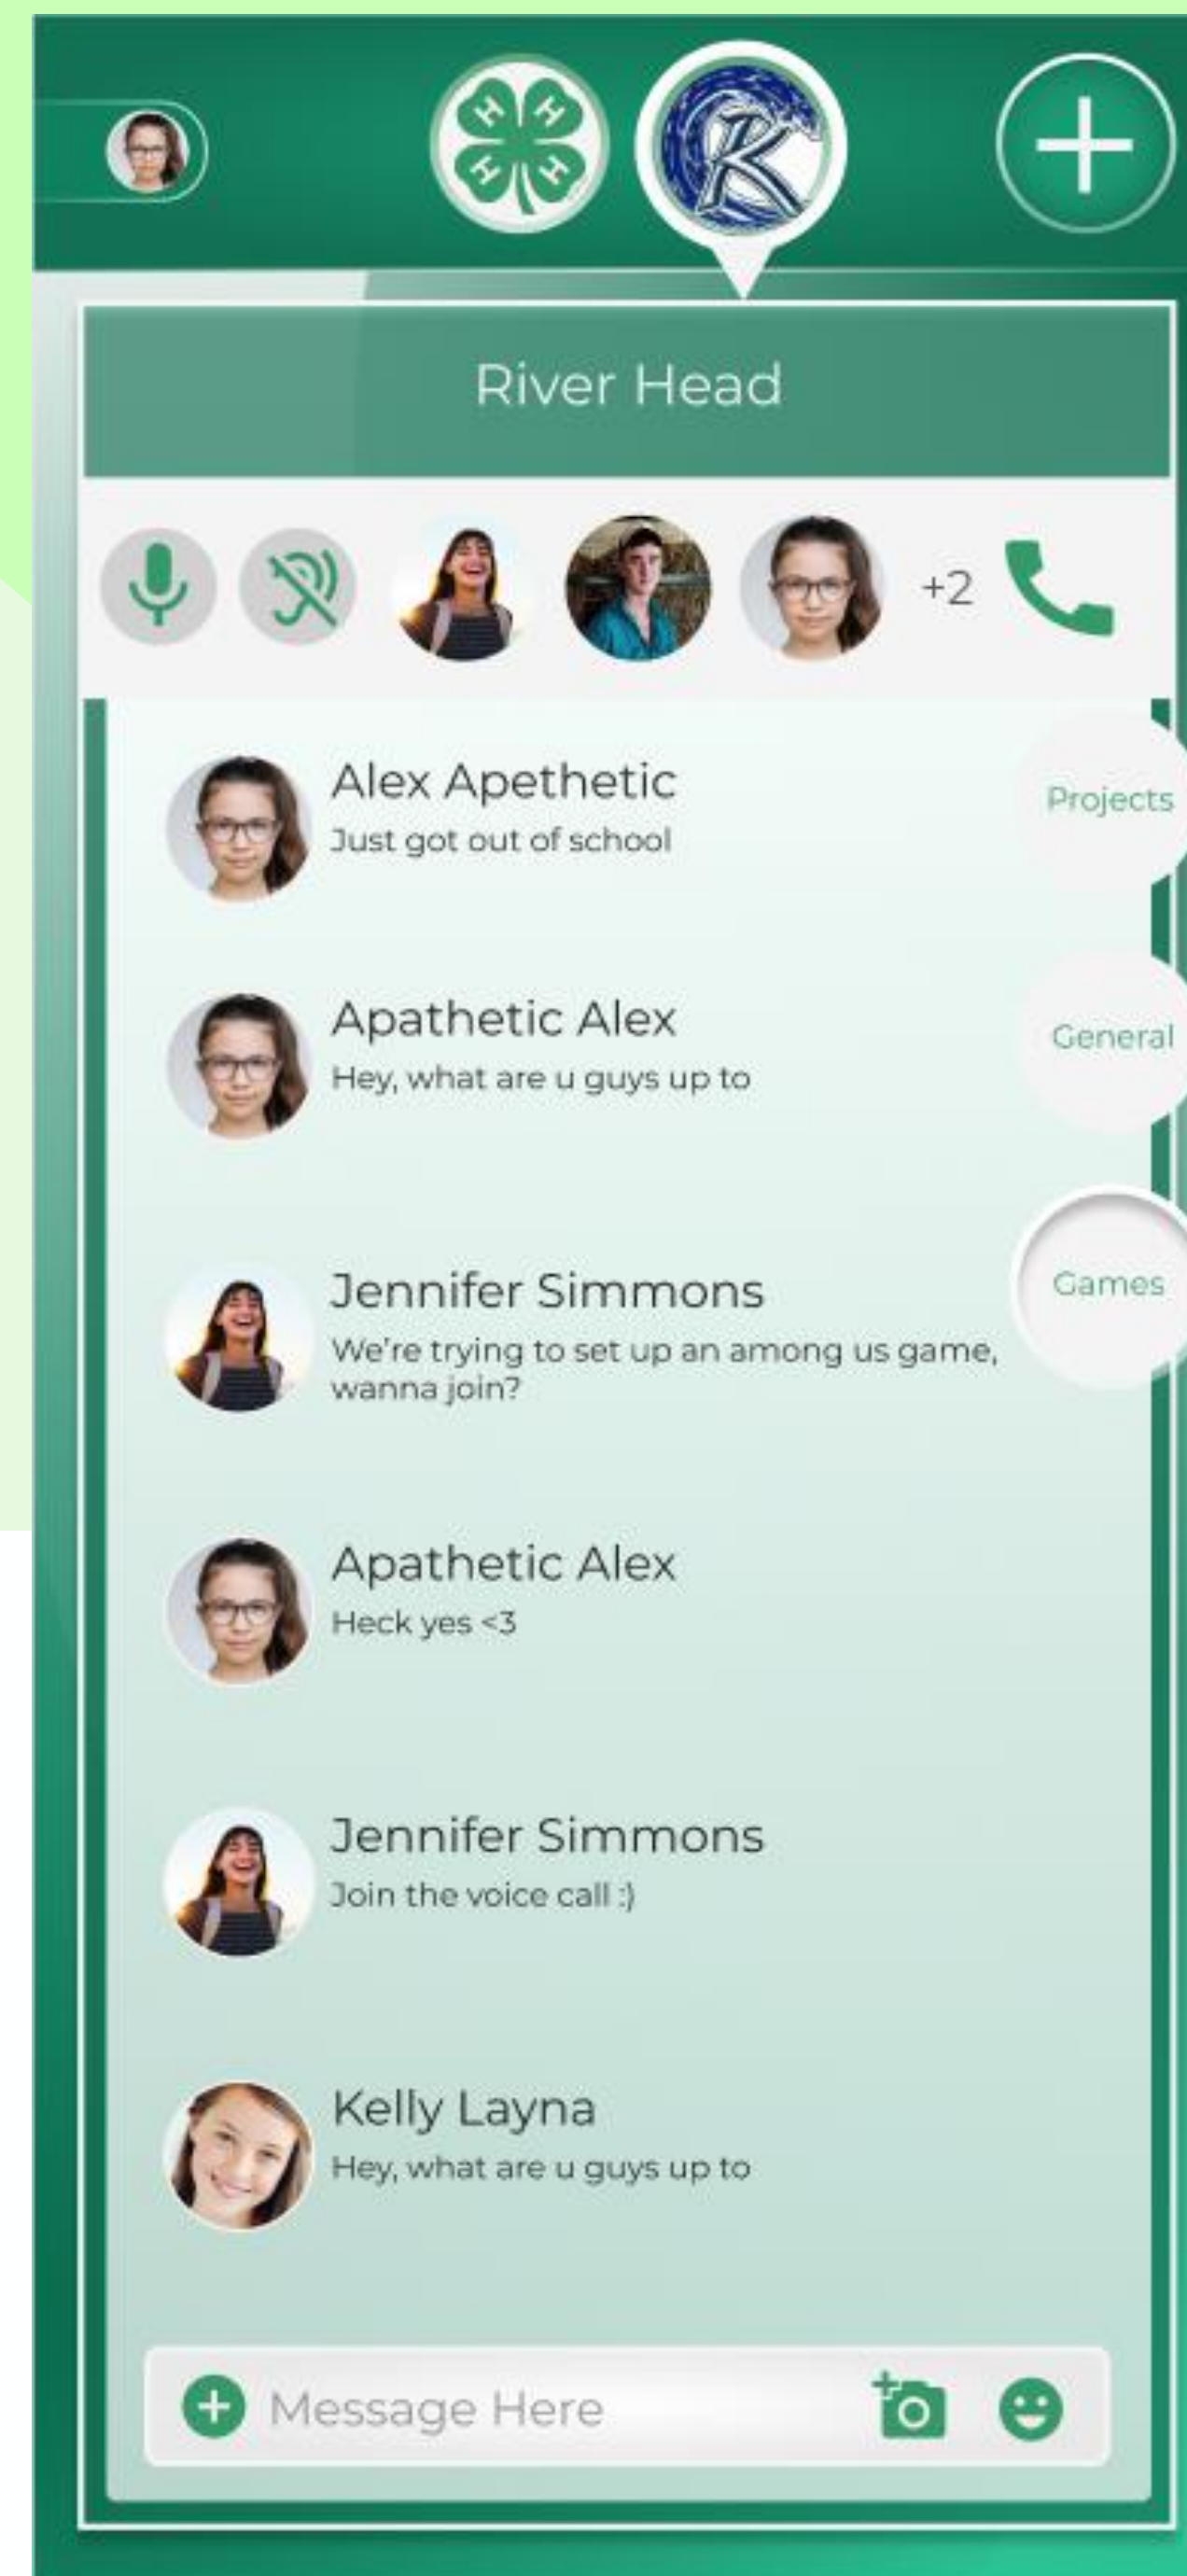 H H
H H
K
River Head
+2
Alex Apethetic
Just got out of school
Projects
Apathetic Alex
Hey, what are u guys up to
General
Jennifer Simmons
We're trying to set up an among us game,
wanna join?
Games
Apathetic Alex
Heck yes <3
Jennifer Simmons
Join the voice call :)
Kelly Layna
Hey, what are u guys up to
Message Here